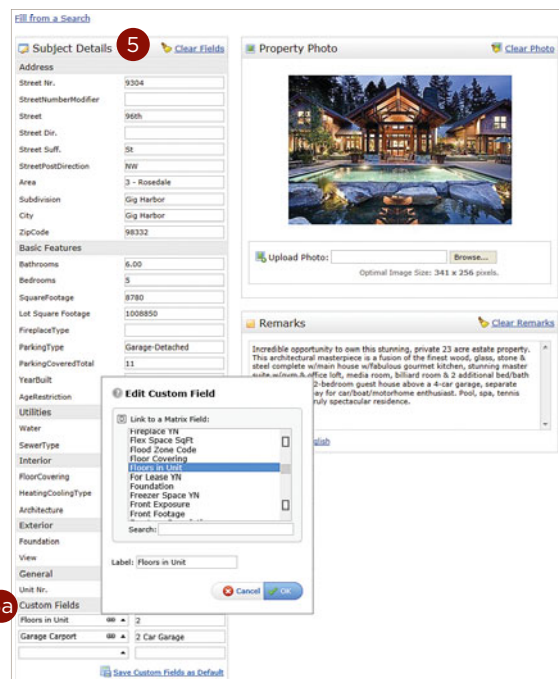 Fill from a Search
Subject Details
5
Clear Fields
Address
Street Nr. 9304
StreetNumberModifier
Street 96th
Street Dir.
Street Suff. St
StreetPostDirection NW
Area 3 - Rosedale
Subdivision Gig Harbor
City Gig Harbor
ZipCode 98332
Basic Features
Bathrooms 6.00
Bedrooms 5
SquareFootage 8780
Lot Square Footage 1008850
FireplaceType
ParkingType Garage-Detached
ParkingCoveredTotal 11
YearBuilt
AgeRestriction
Utilities
Water
SewerType
Interior
FloorCovering
HeatingCoolingType
Architecture
Exterior
Foundation
View
General
Unit Nr.
a
Custom Fields
Floors in Unit 2
Garage Carport 2 Car Garage
Save Custom Fields as Default
Property Photo
Clear Photo
Upload Photo: Browse...
Optimal Image Size: 341 x 256 pixels.
Remarks
Clear Remarks
Incredible opportunity to own this stunning, private 23 acre estate property.
This architectural masterpiece is a fusion of the finest wood, glass, stone &
steel complete w/main house w/fabulous gourmet kitchen, stunning master
suite w/gym & office loft, media room, billiard room & 2 additional bed/bath
2-bedroom guest house above a 4-car garage, separate
ay for car/boat/motorhome enthusiast. Pool, spa, tennis
ruly spectacular residence.
glish
Edit Custom Field
Link to a Matrix Field:
Fireplace YN
Flex Space SqFt
Flood Zone Code
Floor Covering
Floors in Unit
For Lease YN
Foundation
Freezer Space YN
Front Exposure
Front Footage
Search:
Label: Floors in Unit
Cancel
OK